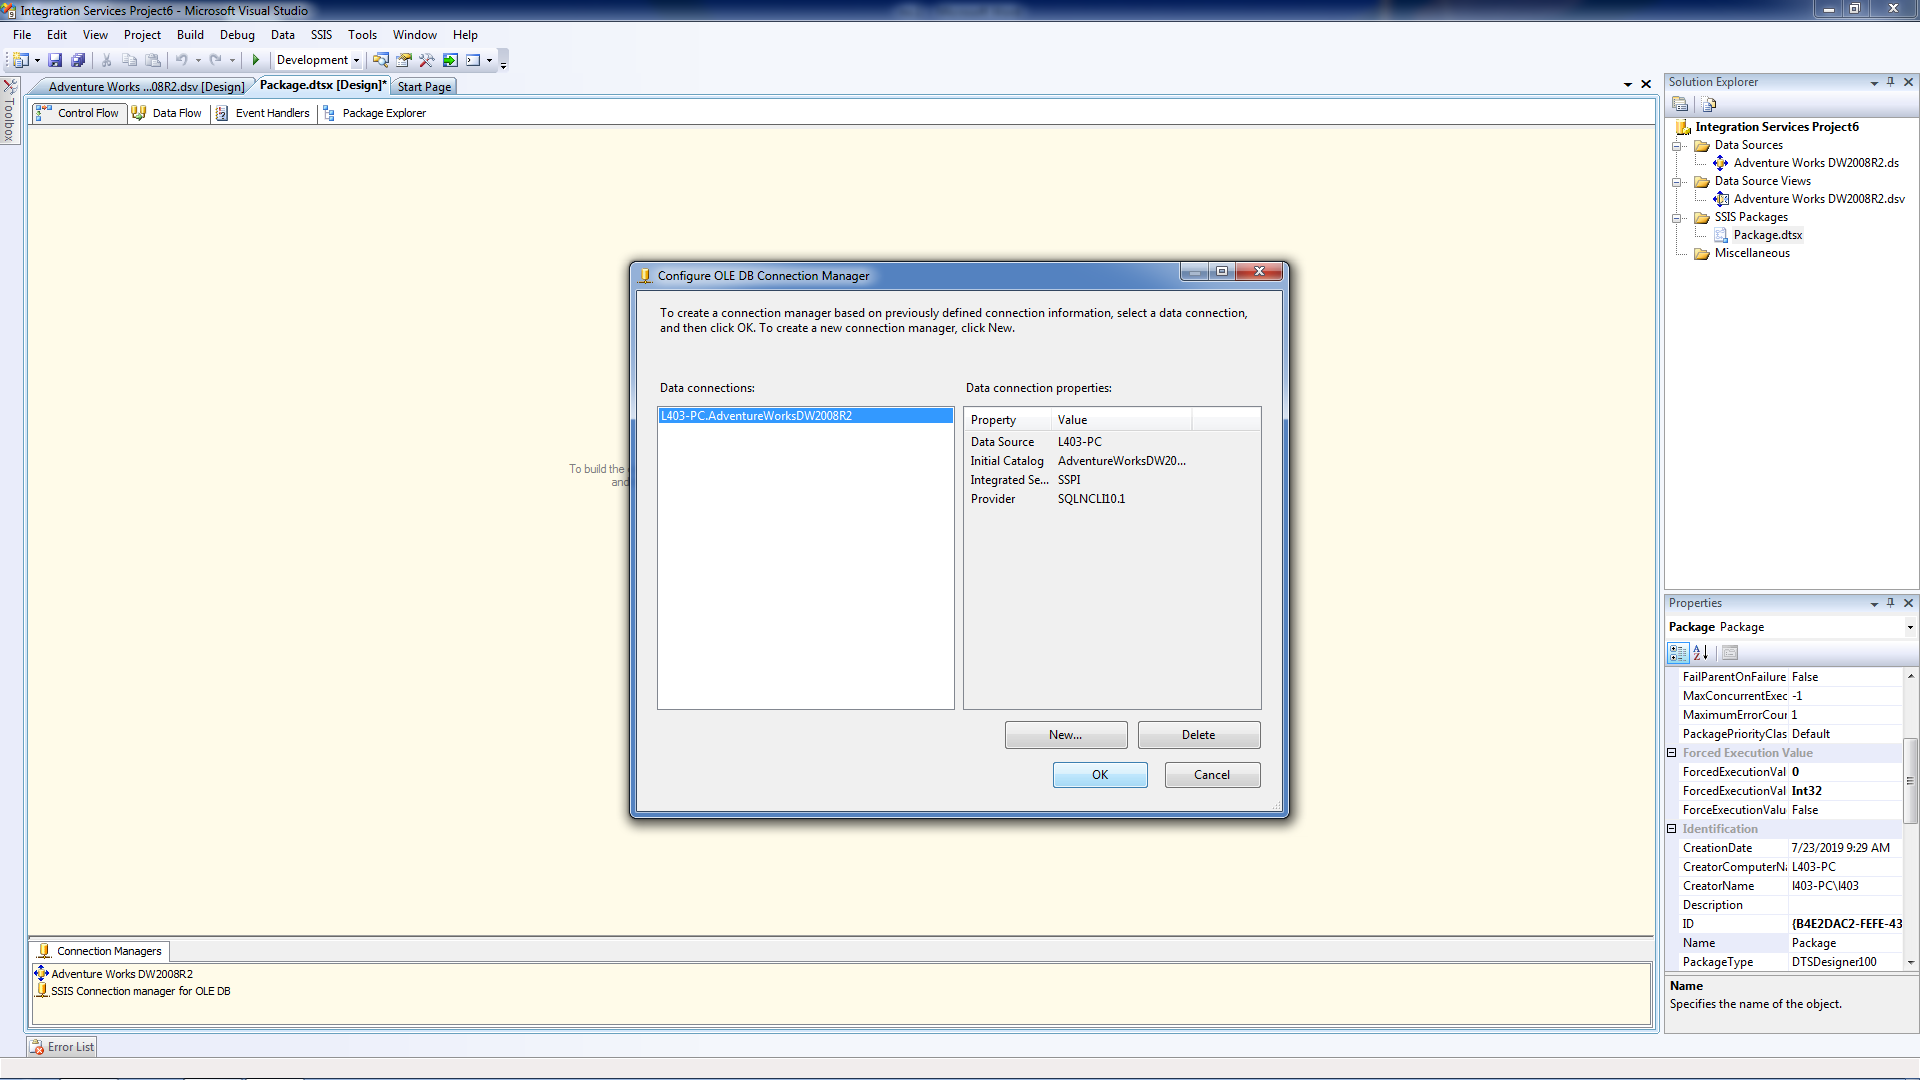 Integration Services Project6 - Microsoft Visual Studio
File Edit View Project Build Debug Data SSIS Tools Window Help
Development
Toolbox
Adventure Works ...08R2.dsv [Design] Package.dtsx [Design]* Start Page
Control Flow Data Flow Event Handlers Package Explorer
To build the
and
Configure OLE DB Connection Manager
To create a connection manager based on previously defined connection information, select a data connection,
and then click OK. To create a new connection manager, click New.
Data connections:
L403-PC.AdventureWorksDW2008R2
Data connection properties:
Property Value
Data Source L403-PC
Initial Catalog AdventureWorksDW20...
Integrated Se... SSPI
Provider SQLNCLI10.1
New... Delete
OK Cancel
Connection Managers
Adventure Works DW2008R2
SSIS Connection manager for OLE DB
Error List
Solution Explorer
Integration Services Project6
Data Sources
Adventure Works DW2008R2.ds
Data Source Views
Adventure Works DW2008R2.dsv
SSIS Packages
Package.dtsx
Miscellaneous
Properties
Package Package
FailParentOnFailure False
MaxConcurrentExec -1
MaximumErrorCour 1
PackagePriorityClas Default
Forced Execution Value
ForcedExecutionVal 0
ForcedExecutionVal Int32
ForceExecutionValu False
Identification
CreationDate 7/23/2019 9:29 AM
CreatorComputerNa L403-PC
CreatorName l403-PC\l403
Description
ID {B4E2DAC2-FEFE-43
Name Package
PackageType DTSDesigner100
Name
Specifies the name of the object.